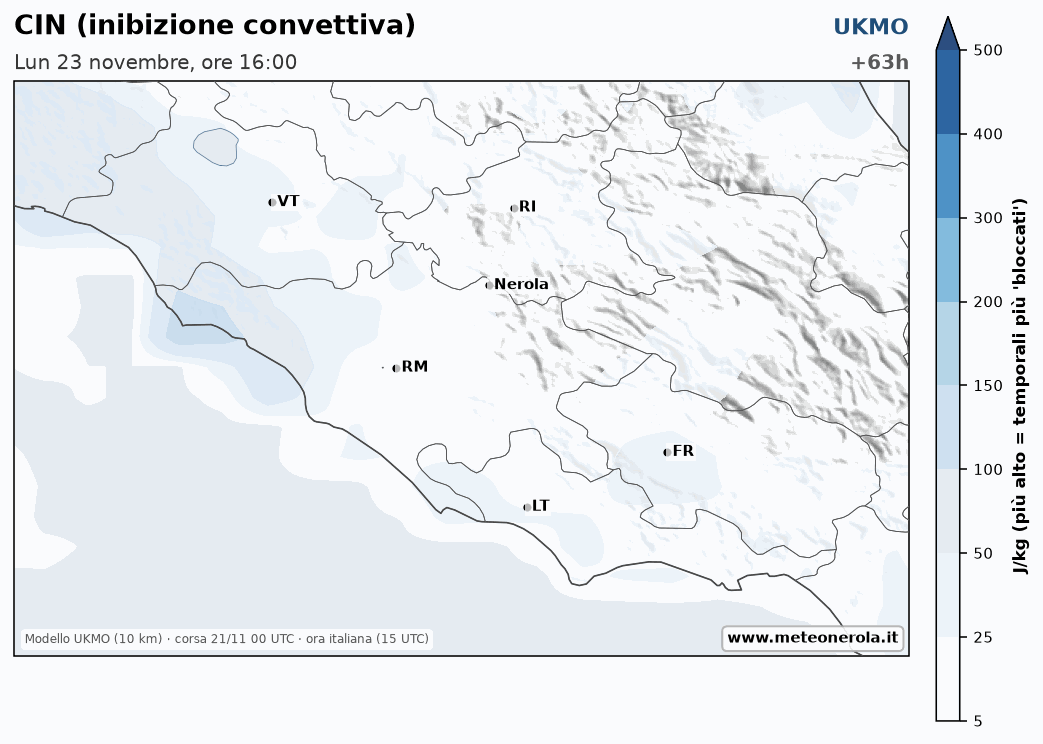 CIN (inibizione convettiva)
UKMO
Lun 23 novembre, ore 16:00
+63h
VT
RI
Nerola
RM
FR
LT
Modello UKMO (10 km) · corsa 21/11 00 UTC · ora italiana (15 UTC)
www.meteonerola.it
500
400
300
200
150
100
50
25
5
J/kg (più alto = temporali più 'bloccati')